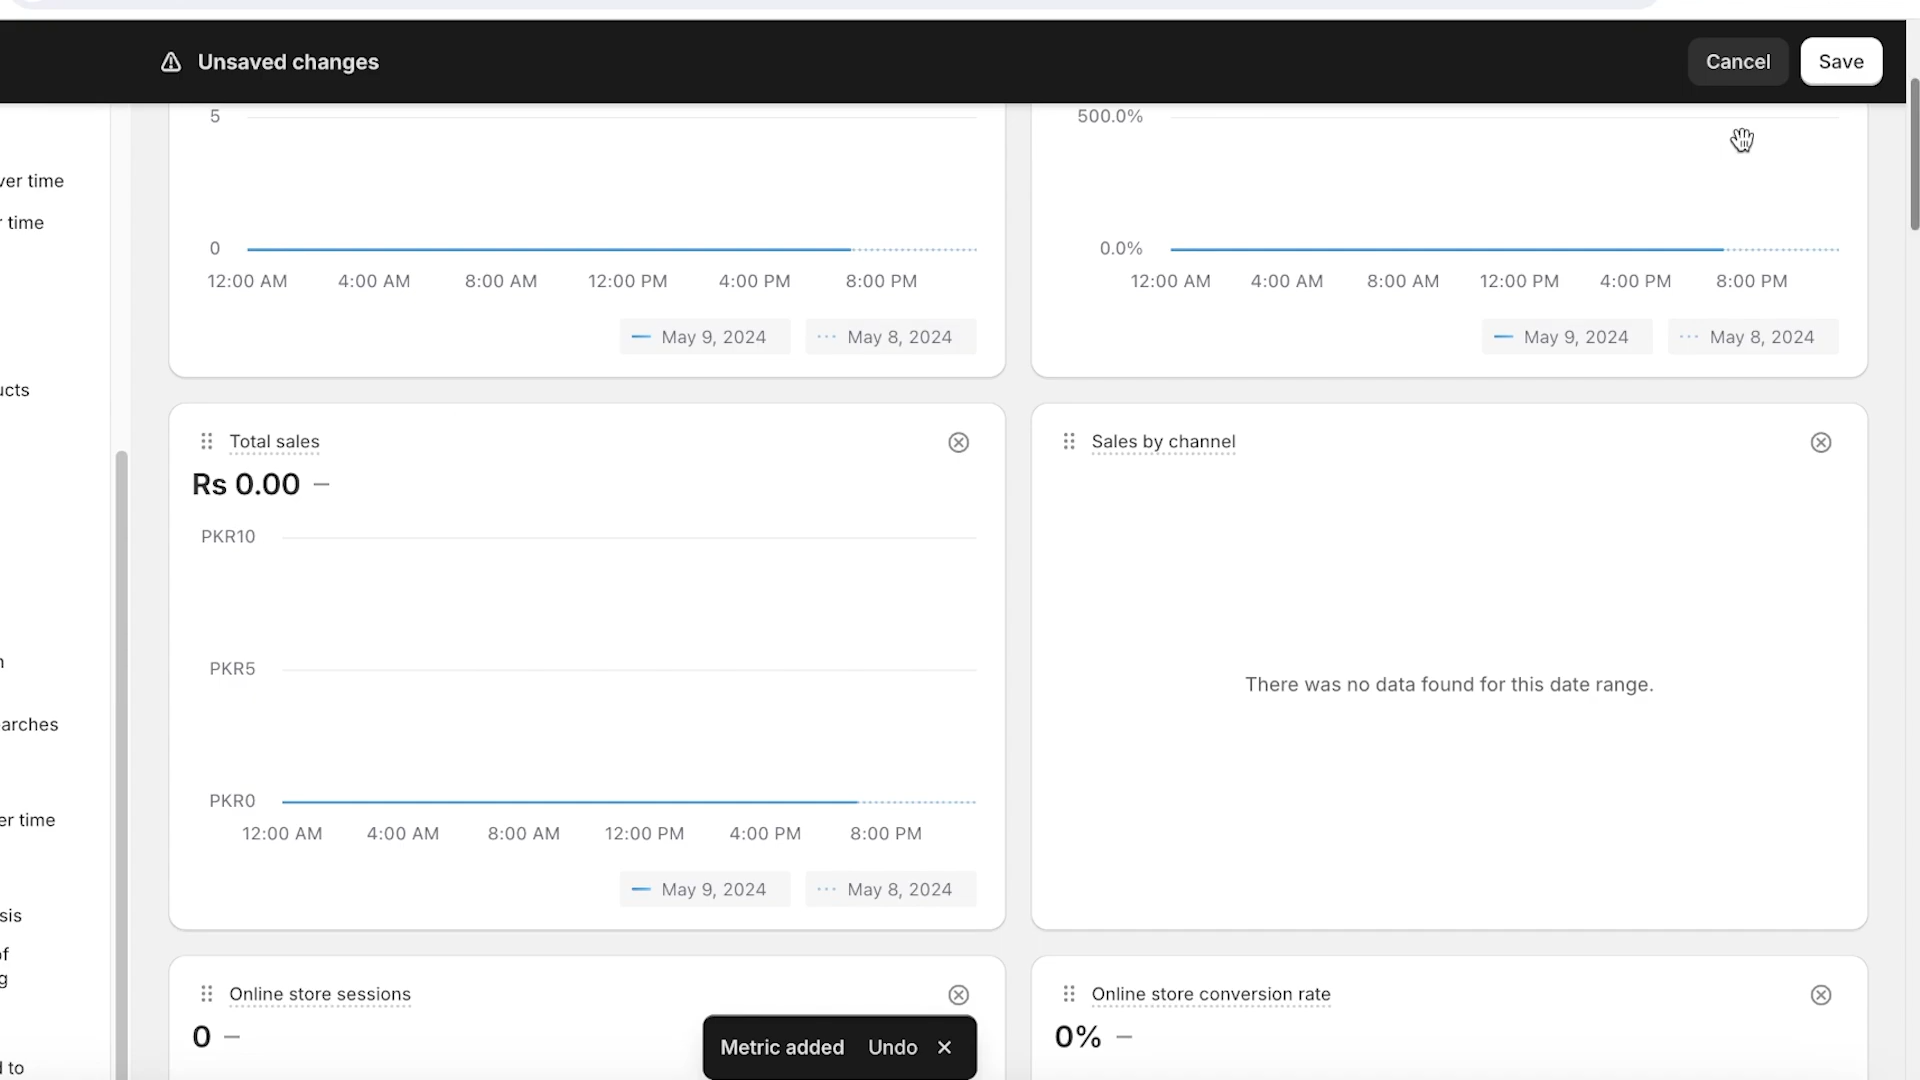 Unsaved changes
Cancel
Save
ver time
r time
ucts
n
arches
er time
sis
of
g
d to
5
0
12:00 AM 4:00 AM 8:00 AM 12:00 PM 4:00 PM 8:00 PM
May 9, 2024 May 8, 2024
500.0%
0.0%
12:00 AM 4:00 AM 8:00 AM 12:00 PM 4:00 PM 8:00 PM
May 9, 2024 May 8, 2024
Total sales
Rs 0.00 —
PKR10
PKR5
PKR0
12:00 AM 4:00 AM 8:00 AM 12:00 PM 4:00 PM 8:00 PM
May 9, 2024 May 8, 2024
Sales by channel
There was no data found for this date range.
Online store sessions
0 —
Online store conversion rate
0% —
Metric added Undo